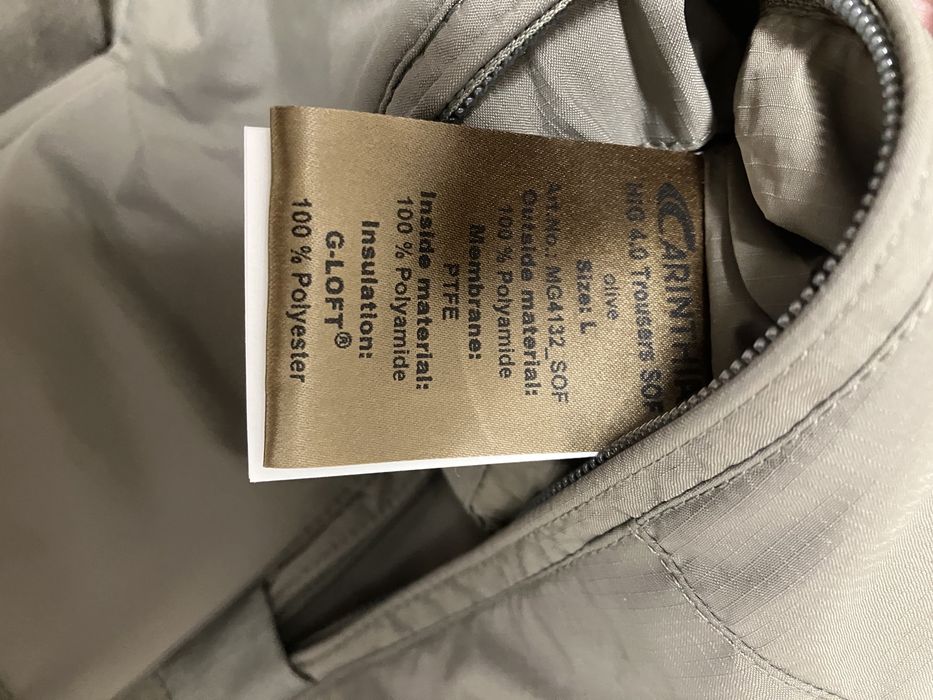 CARINTHIA
MIG 4.0 Trousers SOF
olive
Size: L
Art.No.: MG4132_SOF
Outside material:
100 % Polyamide
Membrane:
PTFE
Inside material:
100 % Polyamide
Insulation:
G-LOFT®
100 % Polyester